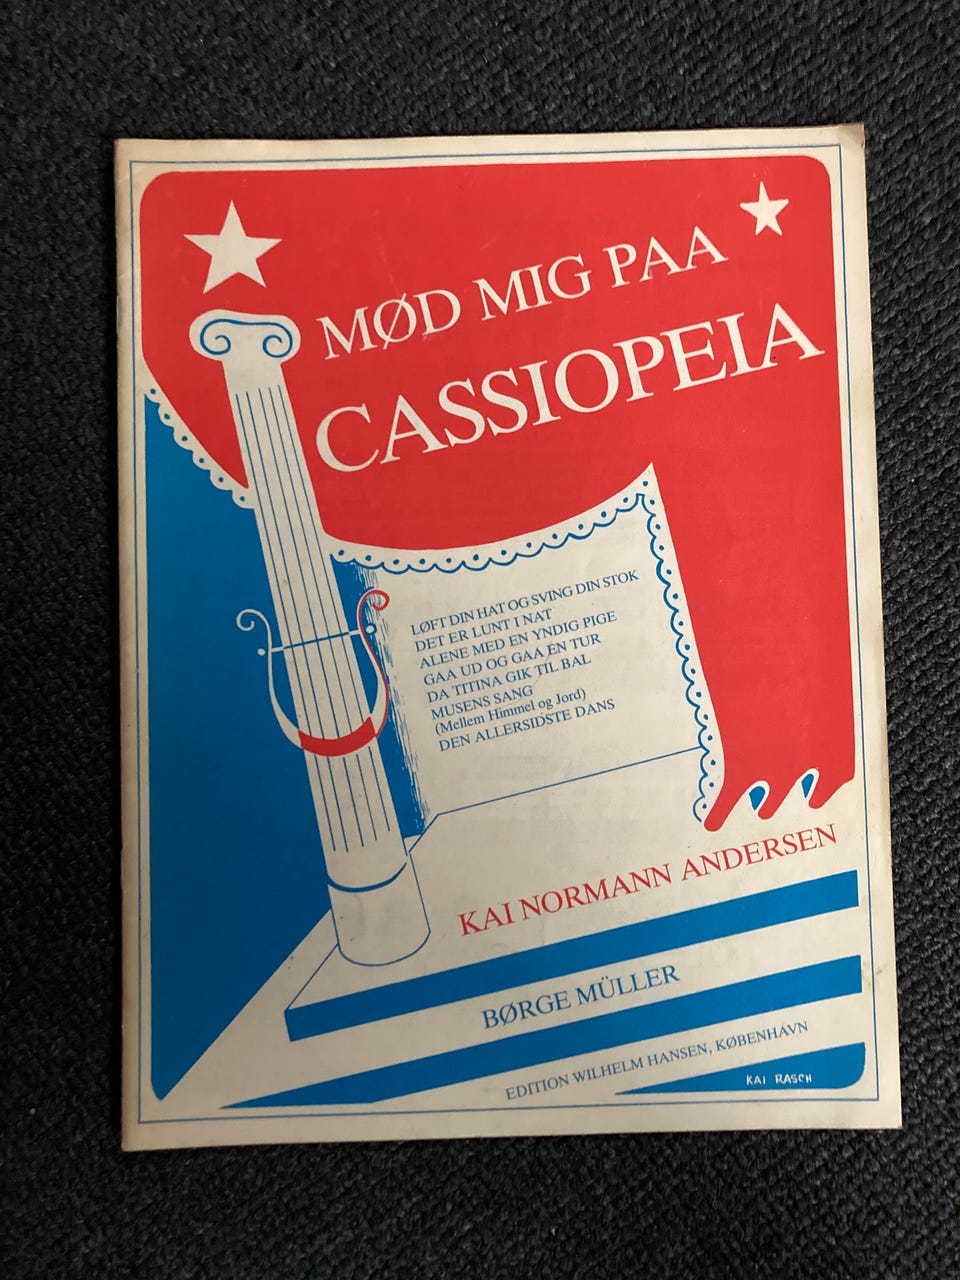 MØD MIG PAA
CASSIOPEIA
LØFT DIN HAT OG SVING DIN STOK
DET ER LUNT I NAT
ALENE MED EN YNDIG PIGE
GAA UD OG GAA EN TUR
DA TITINA GIK TIL BAL
MUSENS SANG
(Mellem Himmel og Jord)
DEN ALLERSIDSTE DANS
KAI NORMANN ANDERSEN
BØRGE MÜLLER
EDITION WILHELM HANSEN, KØBENHAVN
KAI RASCH